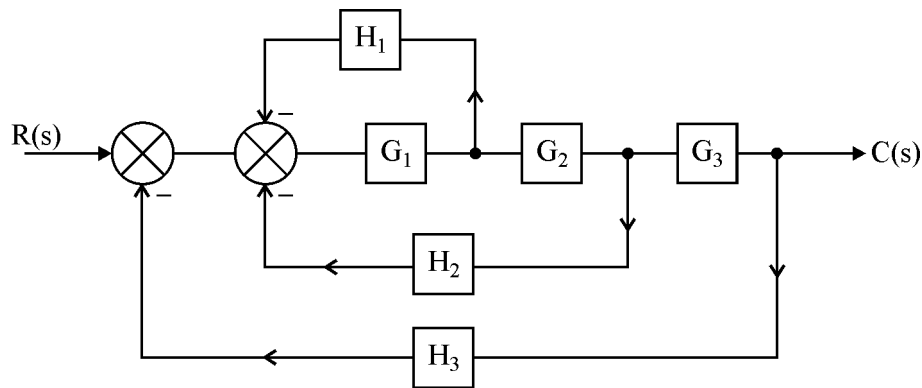 H₁
−
R(s)
G₁
G₂
G₃
C(s)
−
−
H₂
H₃